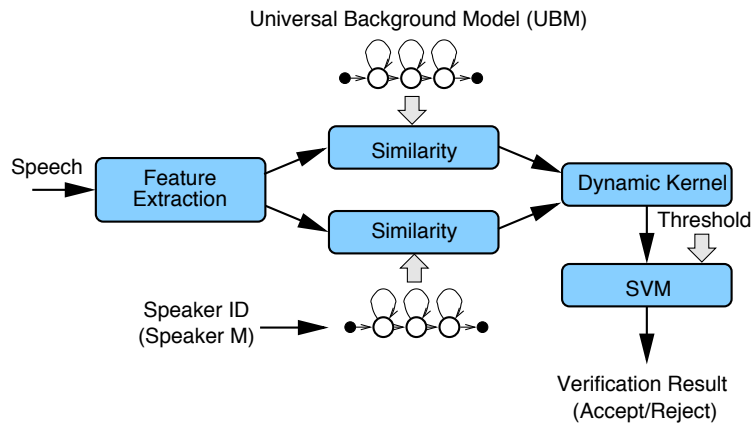 Universal Background Model (UBM)
Speech
Feature
Extraction
Similarity
Similarity
Dynamic Kernel
Threshold
SVM
Speaker ID
(Speaker M)
Verification Result
(Accept/Reject)